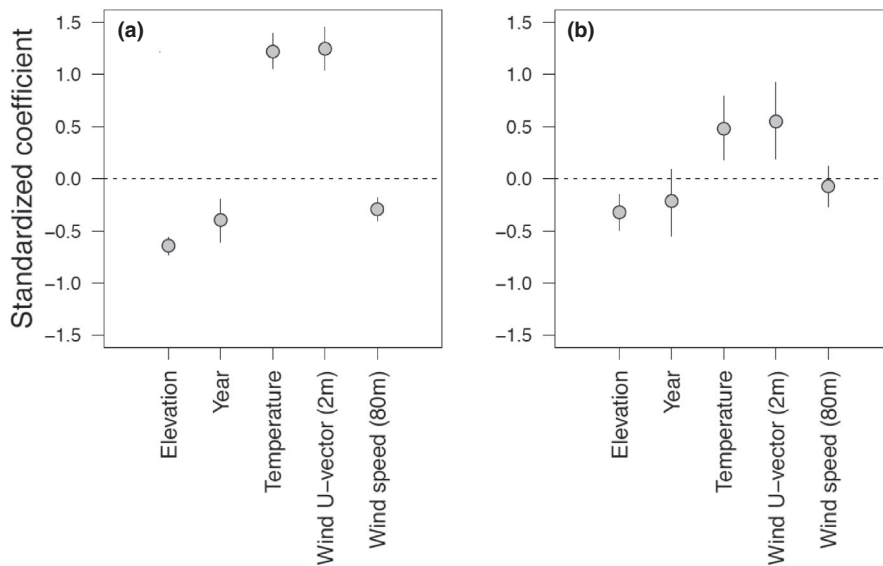 (a)
(b)
Standardized coefficient
1.5
1.0
0.5
0.0
−0.5
−1.0
−1.5
Elevation
Year
Temperature
Wind U−vector (2m)
Wind speed (80m)
1.5
1.0
0.5
0.0
−0.5
−1.0
−1.5
Elevation
Year
Temperature
Wind U−vector (2m)
Wind speed (80m)